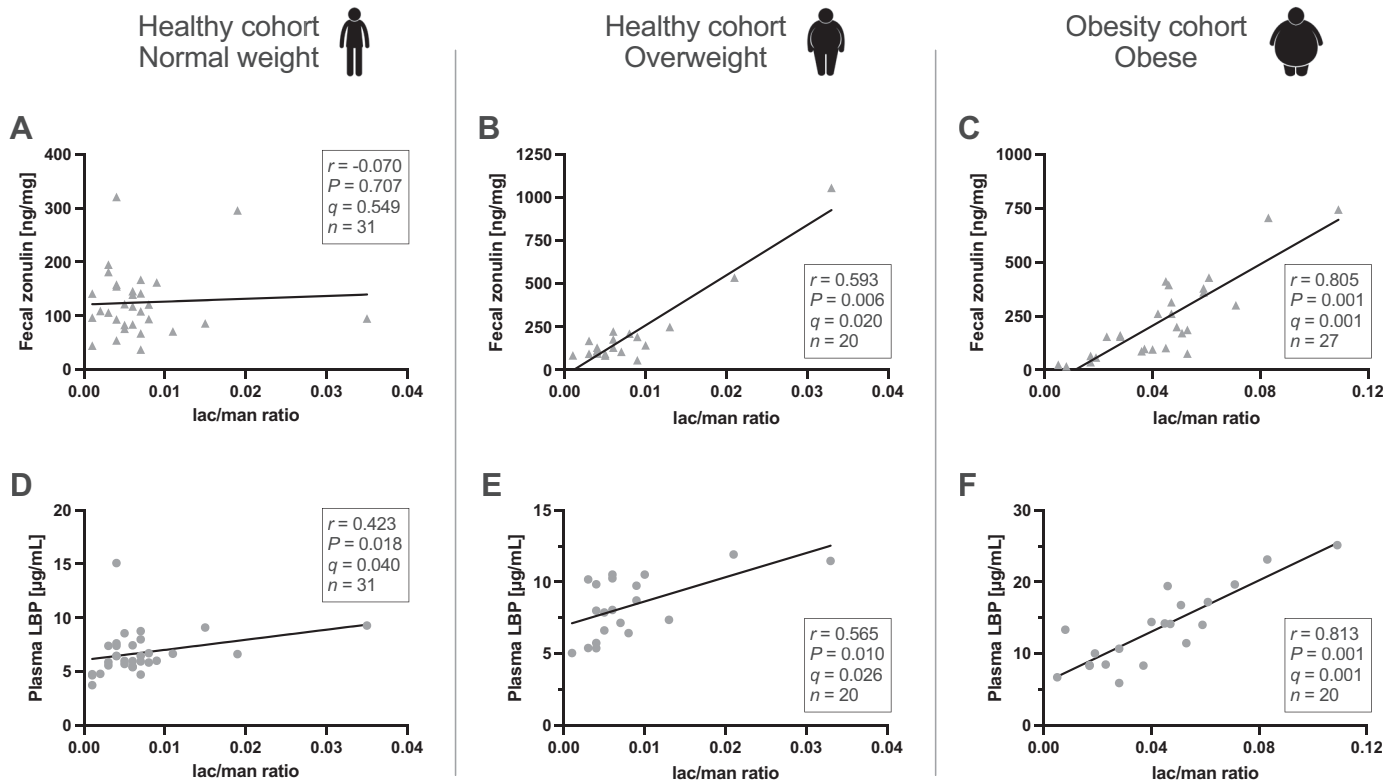 Healthy cohort
Normal weight
Healthy cohort
Overweight
Obesity cohort
Obese
A
Fecal zonulin [ng/mg]
400
300
200
100
0
0.00 0.01 0.02 0.03 0.04
lac/man ratio
r = -0.070
P = 0.707
q = 0.549
n = 31
B
Fecal zonulin [ng/mg]
1250
1000
750
500
250
0
0.00 0.01 0.02 0.03 0.04
lac/man ratio
r = 0.593
P = 0.006
q = 0.020
n = 20
C
Fecal zonulin [ng/mg]
1000
750
500
250
0
0.00 0.04 0.08 0.12
lac/man ratio
r = 0.805
P = 0.001
q = 0.001
n = 27
D
Plasma LBP [µg/mL]
20
15
10
5
0
0.00 0.01 0.02 0.03 0.04
lac/man ratio
r = 0.423
P = 0.018
q = 0.040
n = 31
E
Plasma LBP [µg/mL]
15
10
5
0
0.00 0.01 0.02 0.03 0.04
lac/man ratio
r = 0.565
P = 0.010
q = 0.026
n = 20
F
Plasma LBP [µg/mL]
30
20
10
0
0.00 0.04 0.08 0.12
lac/man ratio
r = 0.813
P = 0.001
q = 0.001
n = 20